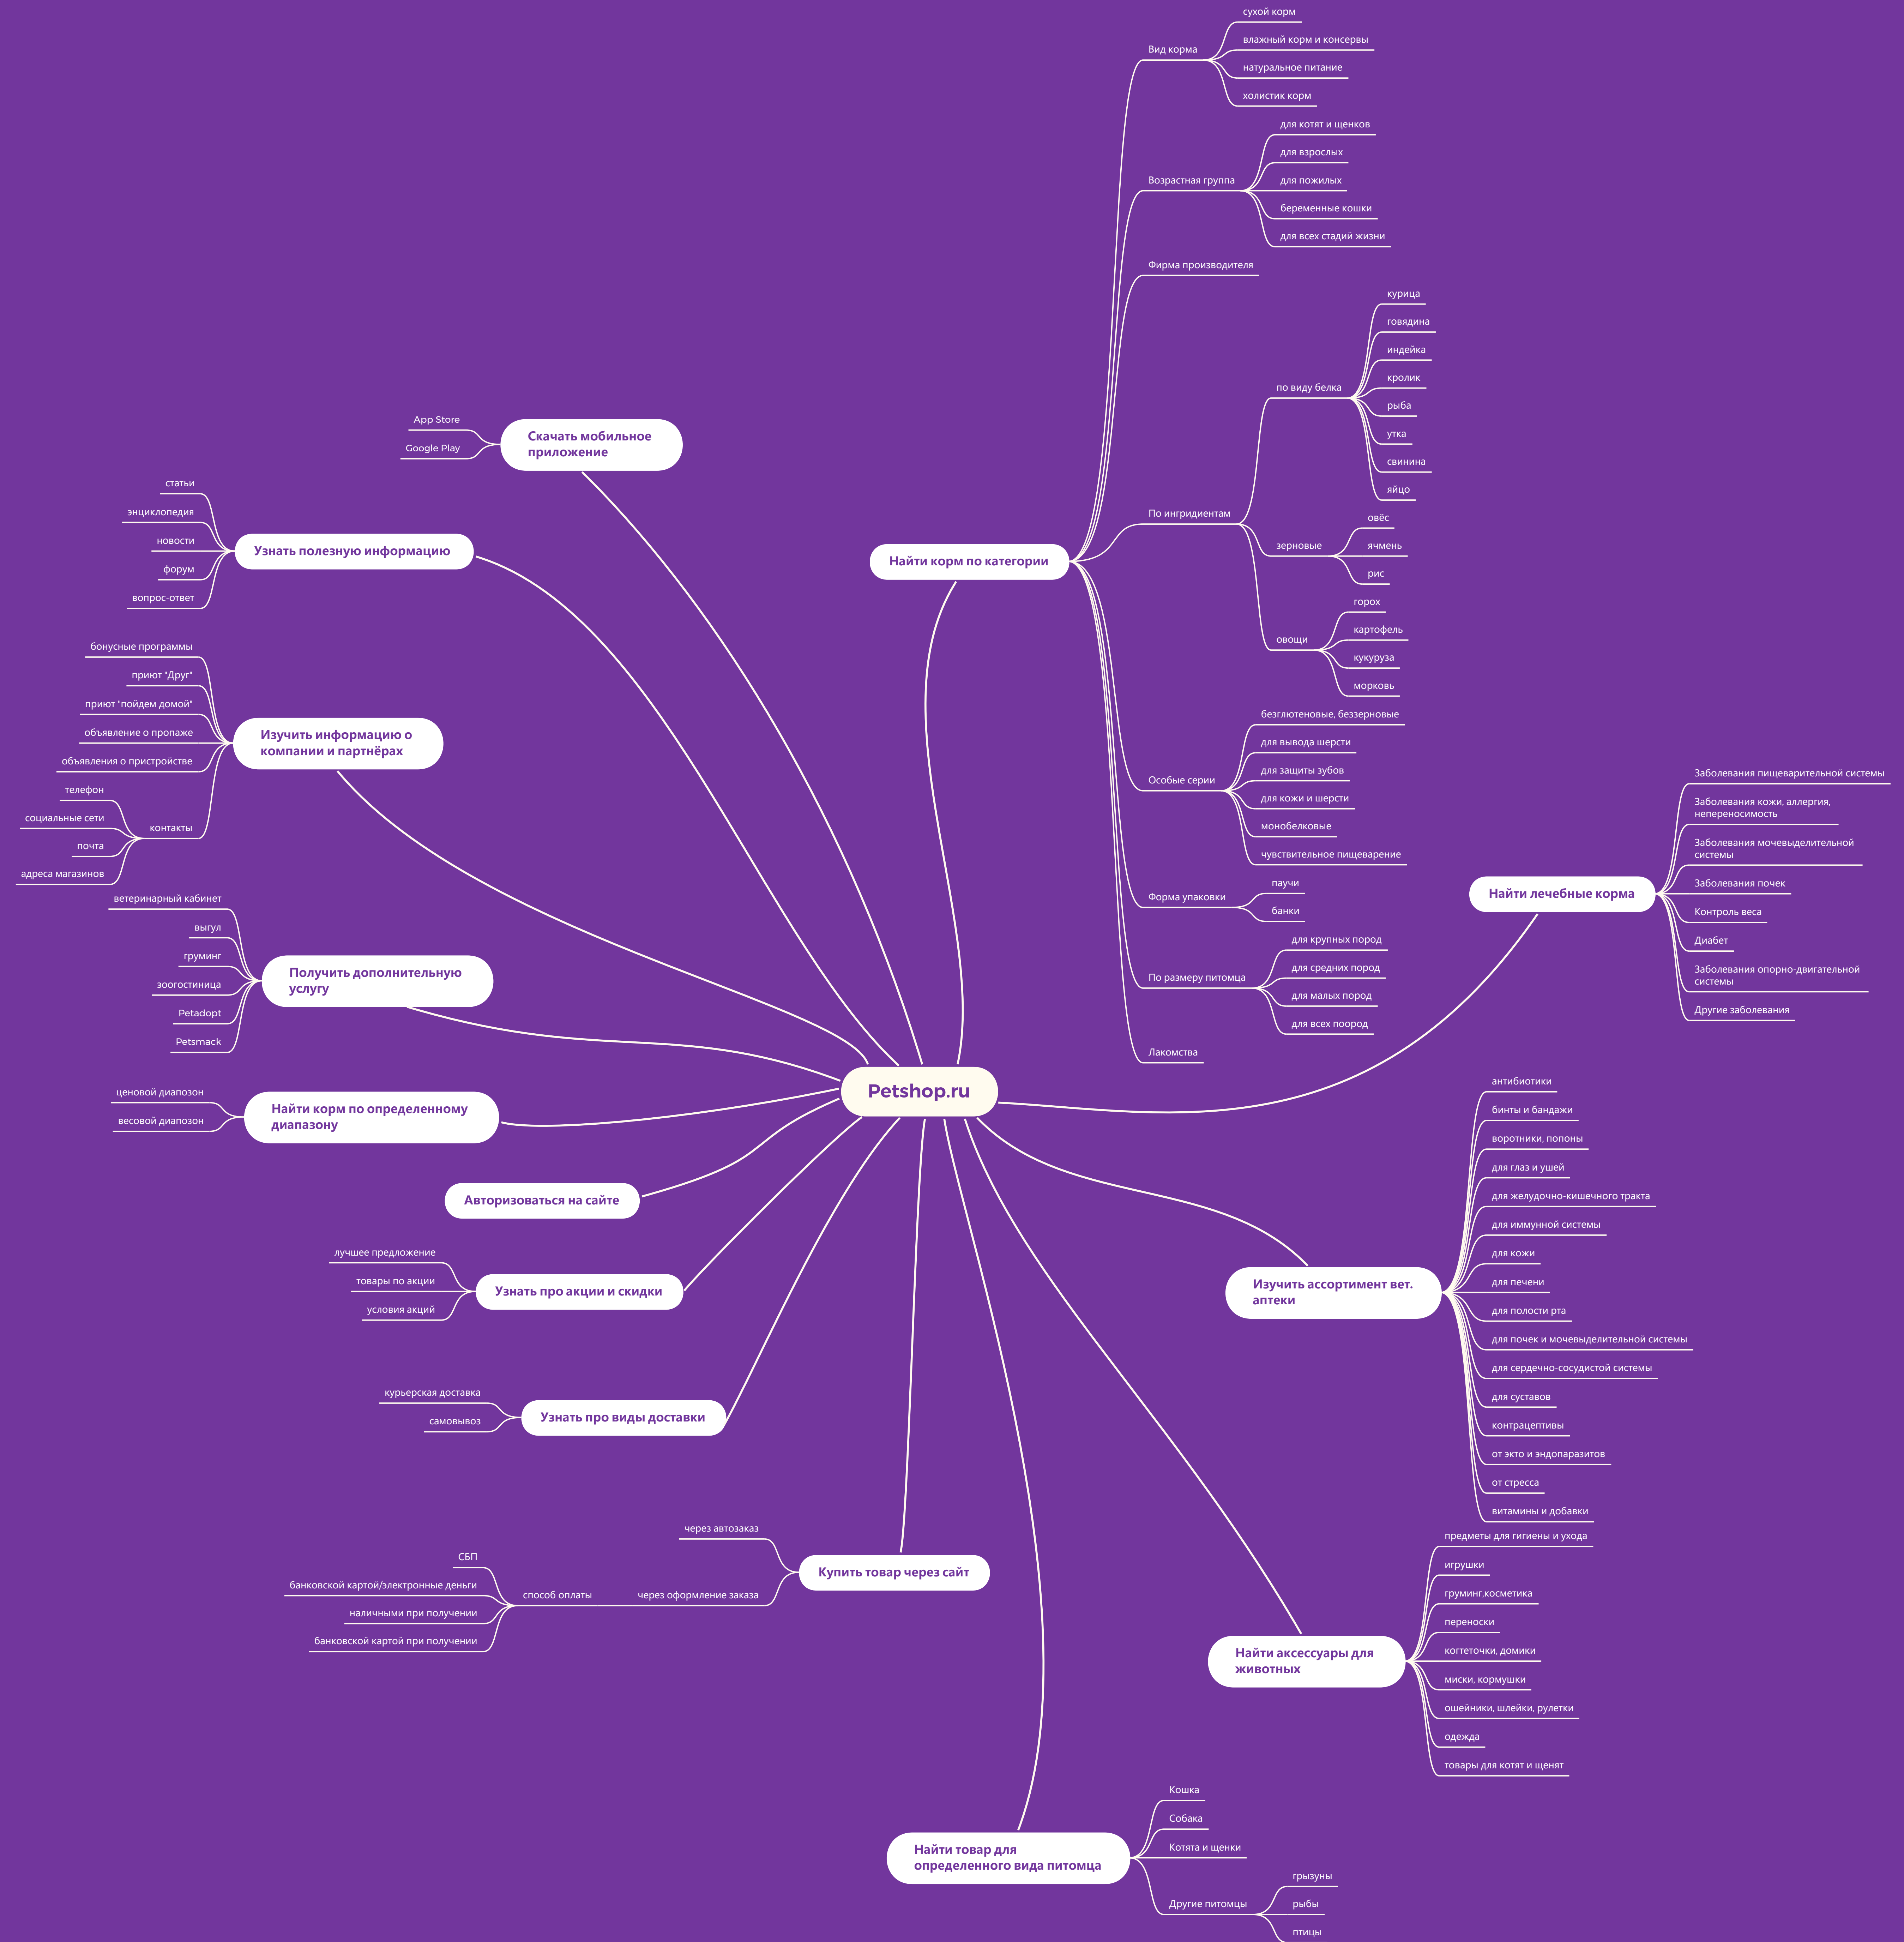 Petshop.ru
Найти корм по категории
Вид корма
сухой корм
влажный корм и консервы
натуральное питание
холистик корм
Возрастная группа
для котят и щенков
для взрослых
для пожилых
беременные кошки
для всех стадий жизни
Фирма производителя
По ингридиентам
по виду белка
курица
говядина
индейка
кролик
рыба
утка
свинина
яйцо
зерновые
овёс
ячмень
рис
овощи
горох
картофель
кукуруза
морковь
Особые серии
безглютеновые, беззерновые
для вывода шерсти
для защиты зубов
для кожи и шерсти
монобелковые
чувствительное пищеварение
Форма упаковки
паучи
банки
По размеру питомца
для крупных пород
для средних пород
для малых пород
для всех поород
Лакомства
Найти лечебные корма
Заболевания пищеварительной системы
Заболевания кожи, аллергия,
непереносимость
Заболевания мочевыделительной
системы
Заболевания почек
Контроль веса
Диабет
Заболевания опорно-двигательной
системы
Другие заболевания
Изучить ассортимент вет.
аптеки
антибиотики
бинты и бандажи
воротники, попоны
для глаз и ушей
для желудочно-кишечного тракта
для иммунной системы
для кожи
для печени
для полости рта
для почек и мочевыделительной системы
для сердечно-сосудистой системы
для суставов
контрацептивы
от экто и эндопаразитов
от стресса
витамины и добавки
Найти аксессуары для
животных
предметы для гигиены и ухода
игрушки
груминг,косметика
переноски
когтеточки, домики
миски, кормушки
ошейники, шлейки, рулетки
одежда
товары для котят и щенят
Найти товар для
определенного вида питомца
Кошка
Собака
Котята и щенки
Другие питомцы
грызуны
рыбы
птицы
Скачать мобильное
приложение
App Store
Google Play
Узнать полезную информацию
статьи
энциклопедия
новости
форум
вопрос-ответ
Изучить информацию о
компании и партнёрах
бонусные программы
приют "Друг"
приют "пойдем домой"
объявление о пропаже
объявления о пристройстве
контакты
телефон
социальные сети
почта
адреса магазинов
Получить дополнительную
услугу
ветеринарный кабинет
выгул
груминг
зоогостиница
Petadopt
Petsmack
Найти корм по определенному
диапазону
ценовой диапозон
весовой диапозон
Авторизоваться на сайте
Узнать про акции и скидки
лучшее предложение
товары по акции
условия акций
Узнать про виды доставки
курьерская доставка
самовывоз
Купить товар через сайт
через автозаказ
через оформление заказа
способ оплаты
СБП
банковской картой/электронные деньги
наличными при получении
банковской картой при получении